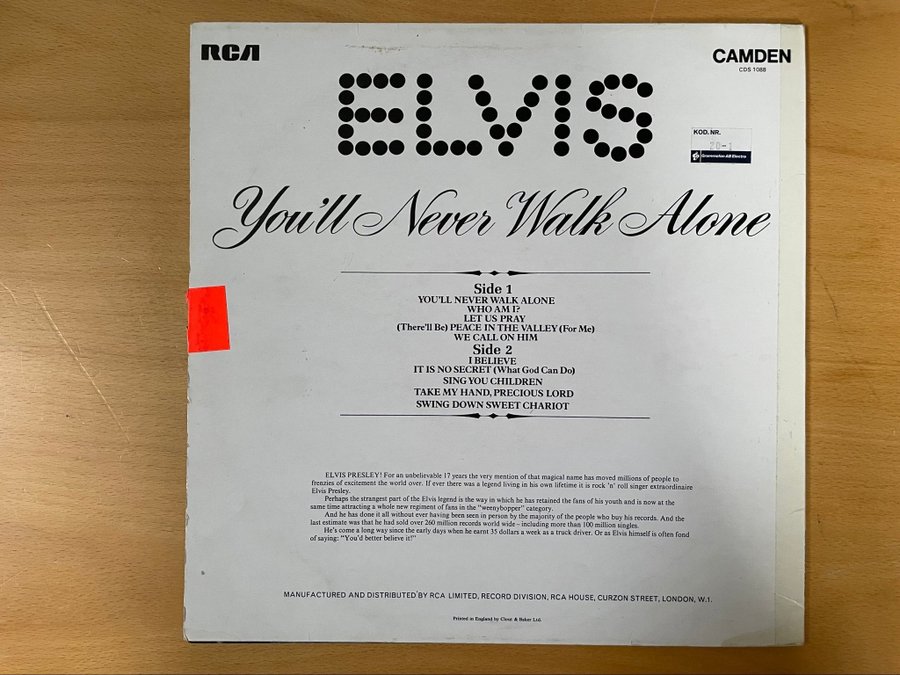 RCA
CAMDEN
CDS 1088
ELVIS
KOD. NR.
70-1
Grammofon AB Electra
You'll Never Walk Alone
Side 1
YOU'LL NEVER WALK ALONE
WHO AM I?
LET US PRAY
(There'll Be) PEACE IN THE VALLEY (For Me)
WE CALL ON HIM
Side 2
I BELIEVE
IT IS NO SECRET (What God Can Do)
SING YOU CHILDREN
TAKE MY HAND, PRECIOUS LORD
SWING DOWN SWEET CHARIOT
ELVIS PRESLEY! For an unbelievable 17 years the very mention of that magical name has moved millions of people to
frenzies of excitement the world over. If ever there was a legend living in his own lifetime it is rock 'n' roll singer extraordinaire
Elvis Presley.
Perhaps the strangest part of the Elvis legend is the way in which he has retained the fans of his youth and is now at the
same time attracting a whole new regiment of fans in the "weenybopper" category.
And he has done it all without ever having been seen in person by the majority of the people who buy his records. And the
last estimate was that he had sold over 260 million records world wide – including more than 100 million singles.
He's come a long way since the early days when he earnt 35 dollars a week as a truck driver. Or as Elvis himself is often fond
of saying: "You'd better believe it!"
MANUFACTURED AND DISTRIBUTED BY RCA LIMITED, RECORD DIVISION, RCA HOUSE, CURZON STREET, LONDON, W.1.
Printed in England by Clout & Baker Ltd.